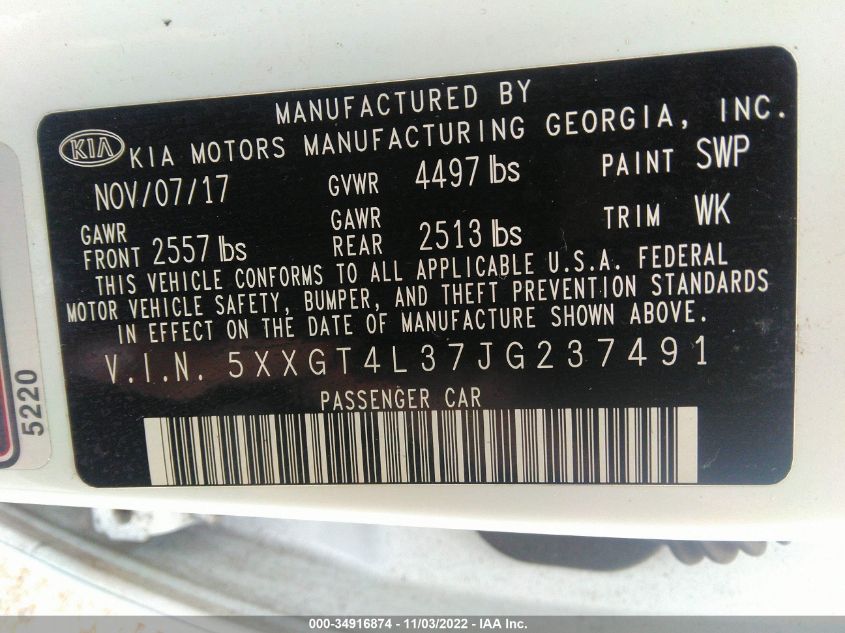 MANUFACTURED BY
KIA KIA MOTORS MANUFACTURING GEORGIA, INC.
NOV/07/17 GVWR 4497 lbs PAINT SWP
GAWR FRONT 2557 lbs GAWR REAR 2513 lbs TRIM WK
THIS VEHICLE CONFORMS TO ALL APPLICABLE U.S.A. FEDERAL
MOTOR VEHICLE SAFETY, BUMPER, AND THEFT PREVENTION STANDARDS
IN EFFECT ON THE DATE OF MANUFACTURE SHOWN ABOVE.
V.I.N. 5XXGT4L37JG237491
PASSENGER CAR
5220
000-34916874 - 11/03/2022 - IAA Inc.